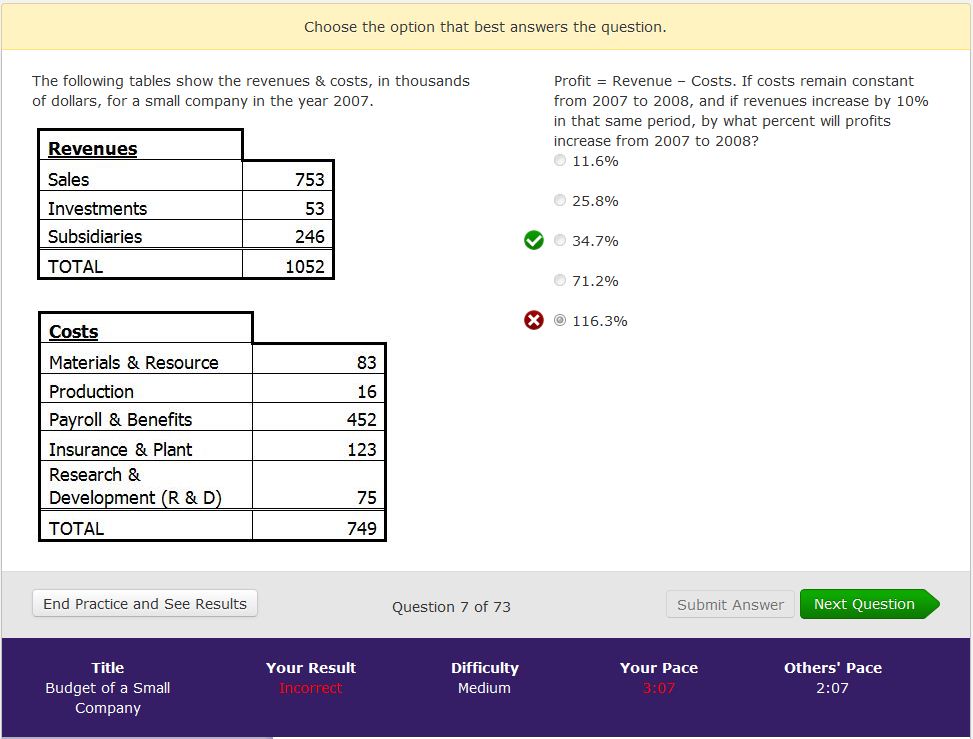 Choose the option that best answers the question.
The following tables show the revenues & costs, in thousands
of dollars, for a small company in the year 2007.
Revenues
Sales 753
Investments 53
Subsidiaries 246
TOTAL 1052
Costs
Materials & Resource 83
Production 16
Payroll & Benefits 452
Insurance & Plant 123
Research &
Development (R & D) 75
TOTAL 749
Profit = Revenue – Costs. If costs remain constant
from 2007 to 2008, and if revenues increase by 10%
in that same period, by what percent will profits
increase from 2007 to 2008?
11.6%
25.8%
34.7%
71.2%
116.3%
End Practice and See Results
Question 7 of 73
Submit Answer
Next Question
Title
Budget of a Small
Company
Your Result
Incorrect
Difficulty
Medium
Your Pace
3:07
Others' Pace
2:07